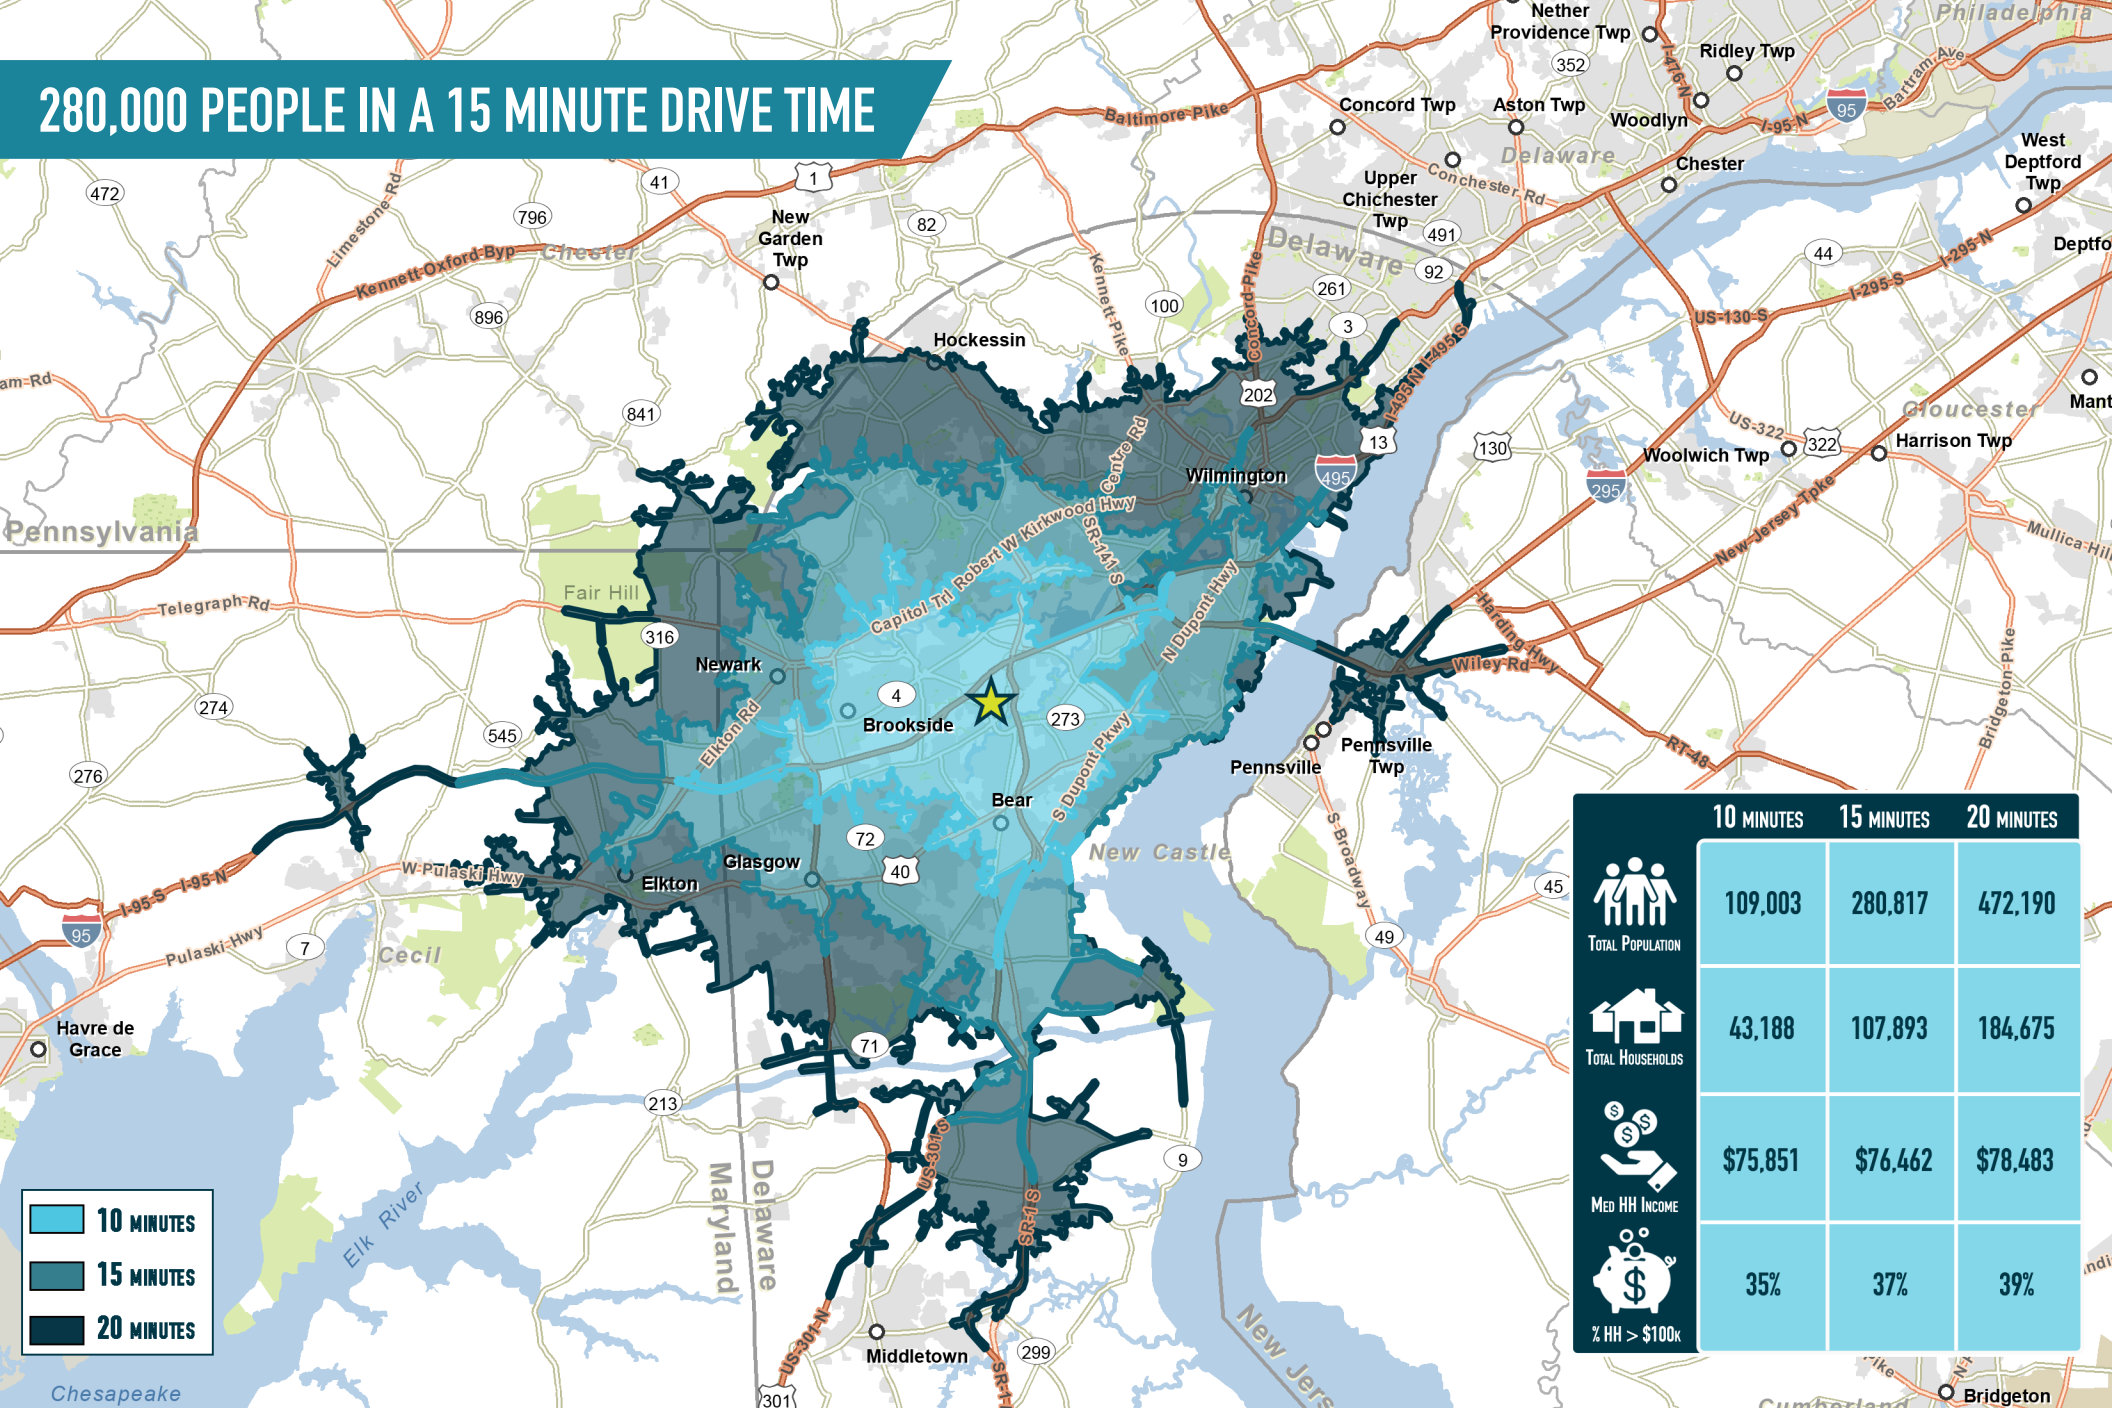 280,000 PEOPLE IN A 15 MINUTE DRIVE TIME
Nether
Providence Twp
Ridley Twp
Philadelphia
352
I-476-N
Concord Twp
Aston Twp
Woodlyn
I-95-N
95
Bartram Ave
Baltimore-Pike
Delaware
Chester
West
Deptford
Twp
Conchester Rd
Upper
Chichester
Twp
472
41
1
Limestone-Rd
796
82
New
Garden
Twp
491
Delaware
92
44
I-295-N
Deptfo
Kennett-Oxford-Byp
Chester
I-295-S
896
100
261
3
Kennett-Pike
Concord-Pike
US-130-S
Hockessin
I-495-S
I-495-N
am-Rd
841
202
13
130
Mant
Gloucester
US-322
322
Harrison Twp
Woolwich Twp
Centre Rd
Wilmington
495
295
New-Jersey-Tpke
Pennsylvania
Robert W Kirkwood Hwy
SR-141 S
Mullica-Hill
Fair Hill
Telegraph-Rd
Capitol Trl
N Dupont Hwy
Harding-Hwy
316
Newark
Wiley-Rd
Bridgeton-Pike
274
4
Brookside
273
Elkton Rd
S Dupont Pkwy
545
276
Pennsville
Twp
Pennsville
RT-48
Bear
72
40
Glasgow
New Castle
S-Broadway
W-Pulaski-Hwy
Elkton
45
I-95-S
I-95-N
95
Pulaski-Hwy
7
Cecil
49
Havre de
Grace
71
213
US-301-S
9
Maryland
Delaware
SR-1-S
Elk River
US-301-N
Middletown
299
SR-1
301
New Jers
Chesapeake
10 MINUTES
15 MINUTES
20 MINUTES
10 MINUTES 15 MINUTES 20 MINUTES
TOTAL POPULATION 109,003 280,817 472,190
TOTAL HOUSEHOLDS 43,188 107,893 184,675
MED HH INCOME $75,851 $76,462 $78,483
% HH > $100K 35% 37% 39%
Bridgeton
Cumberland